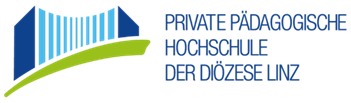 PRIVATE PÄDAGOGISCHE
HOCHSCHULE
DER DIÖZESE LINZ